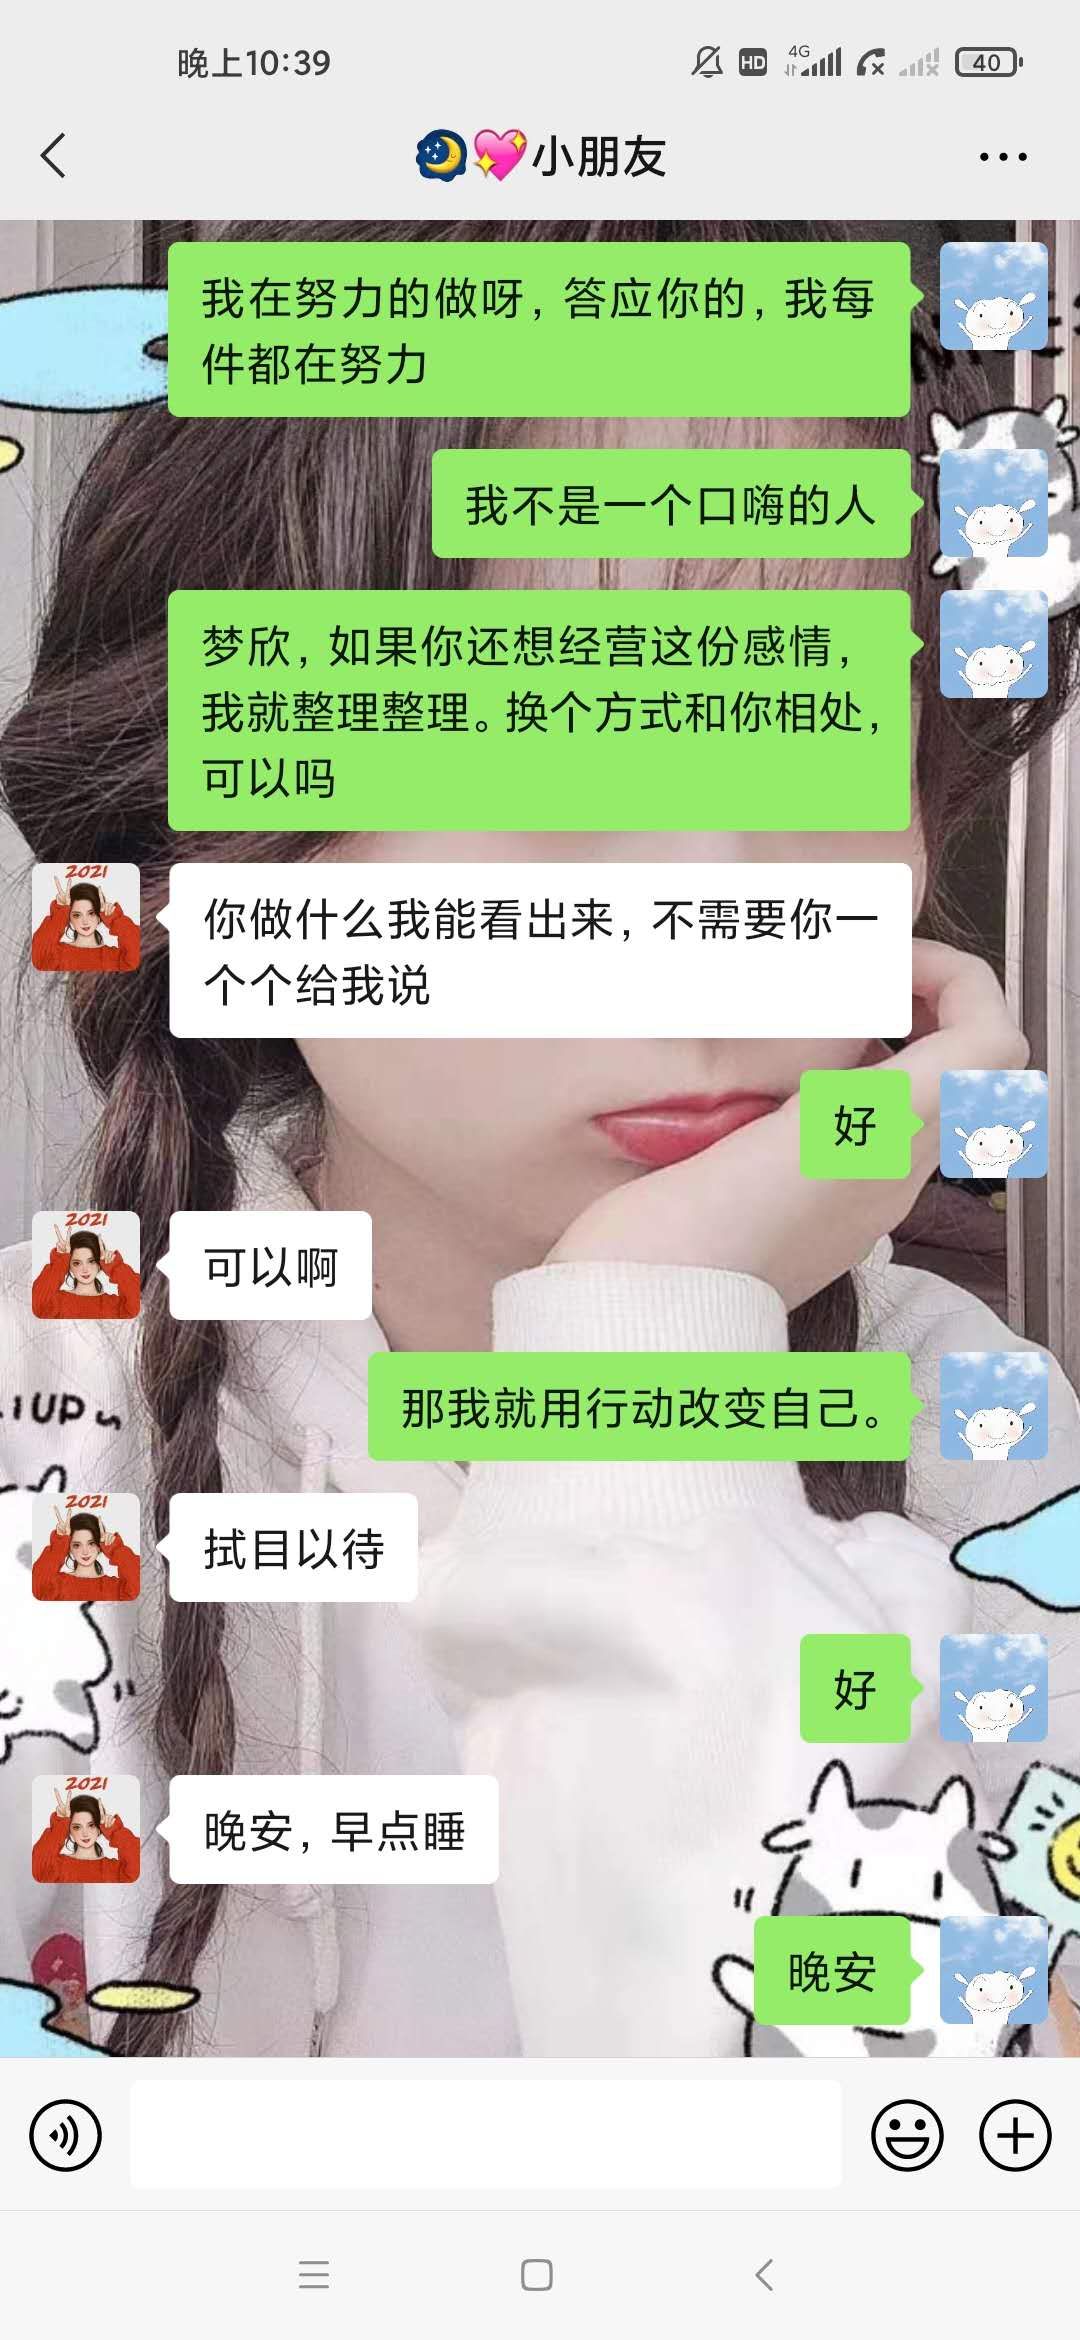 晚上10:39
HD
4G
40
小朋友
我在努力的做呀，答应你的，我每
件都在努力
我不是一个口嗨的人
梦欣，如果你还想经营这份感情，
我就整理整理。换个方式和你相处，
可以吗
2021
你做什么我能看出来，不需要你一
个个给我说
好
2021
可以啊
1UP
那我就用行动改变自己。
2021
拭目以待
好
2021
晚安，早点睡
晚安